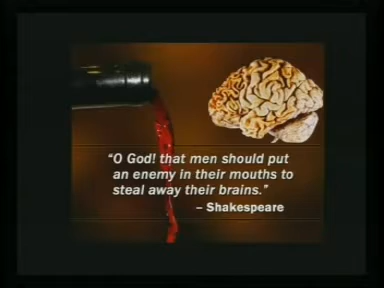 “O God! that men should put
an enemy in their mouths to
steal away their brains.”
– Shakespeare